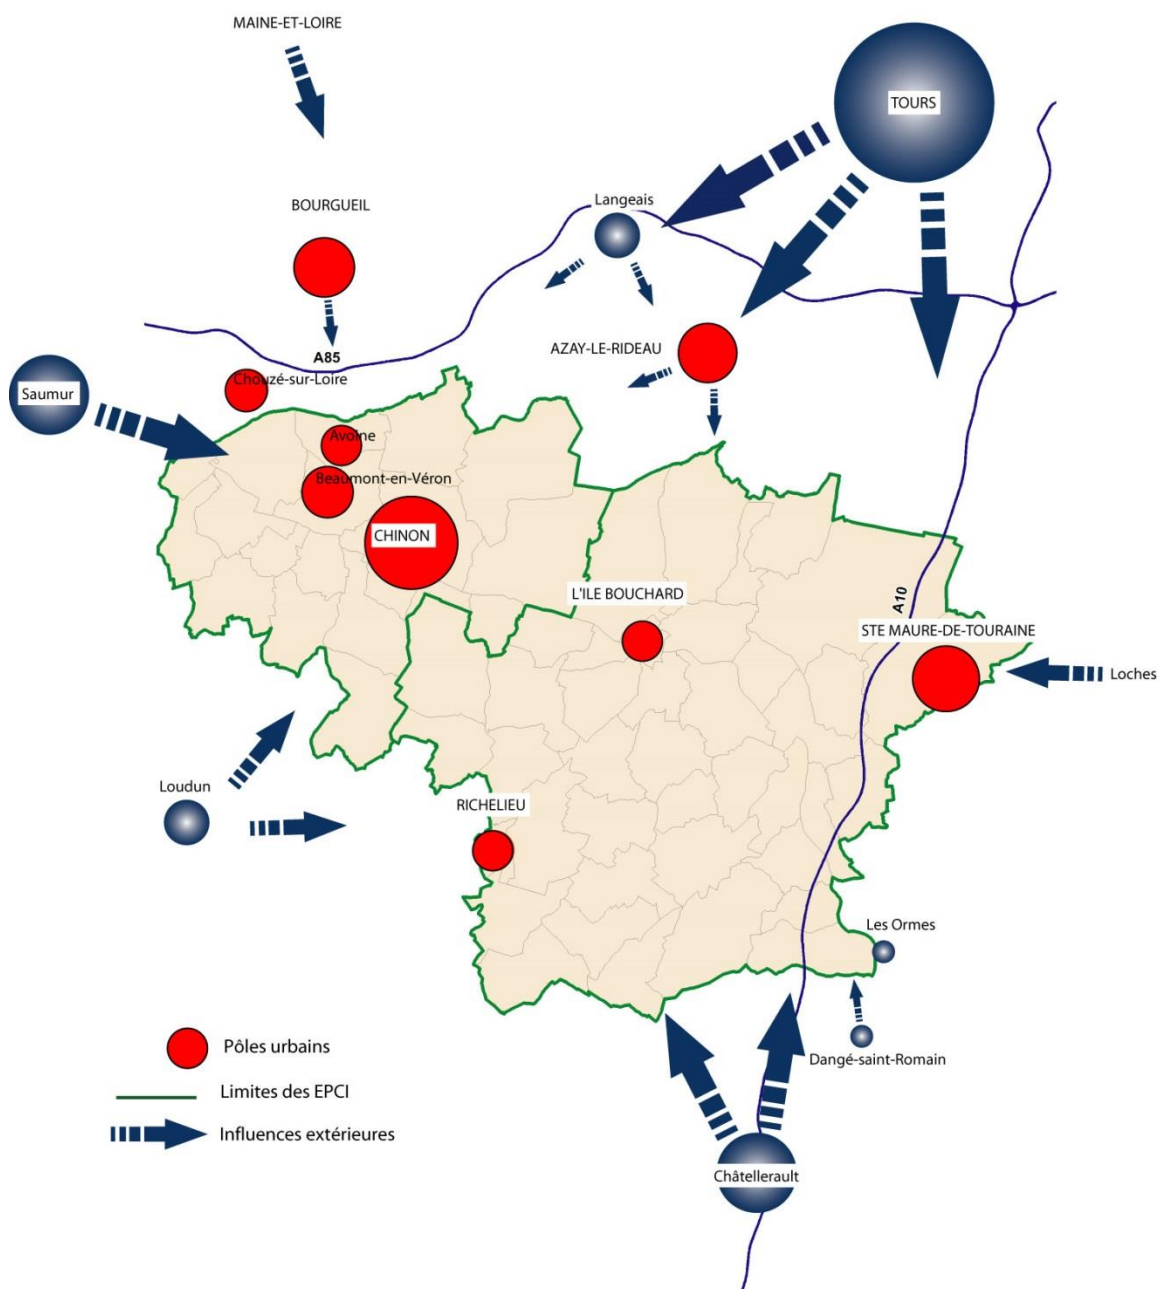 MAINE-ET-LOIRE
TOURS
Langeais
BOURGUEIL
AZAY-LE-RIDEAU
A85
Chouzé-sur-Loire
Saumur
Avoine
Beaumont-en-Véron
CHINON
L'ILE BOUCHARD
A10
STE MAURE-DE-TOURAINE
Loches
Loudun
RICHELIEU
Les Ormes
Pôles urbains
Dangé-saint-Romain
Limites des EPCI
Influences extérieures
Châtellerault